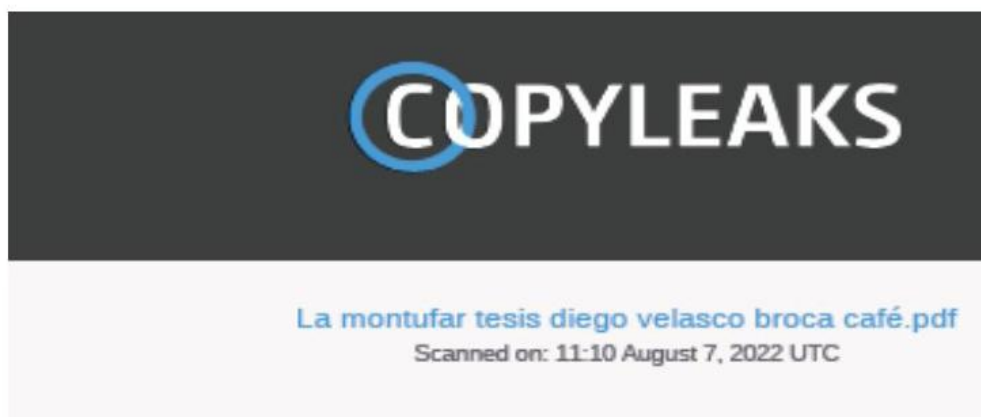 COPYLEAKS
La montufar tesis diego velasco broca café.pdf
Scanned on: 11:10 August 7, 2022 UTC